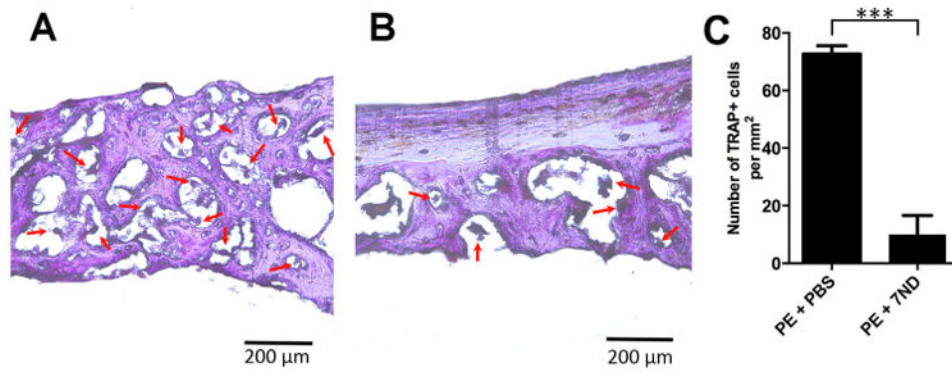 A
B
C
***
Number of TRAP+ cells
per mm²
80
60
40
20
0
PE + PBS
PE + 7ND
200 µm
200 µm